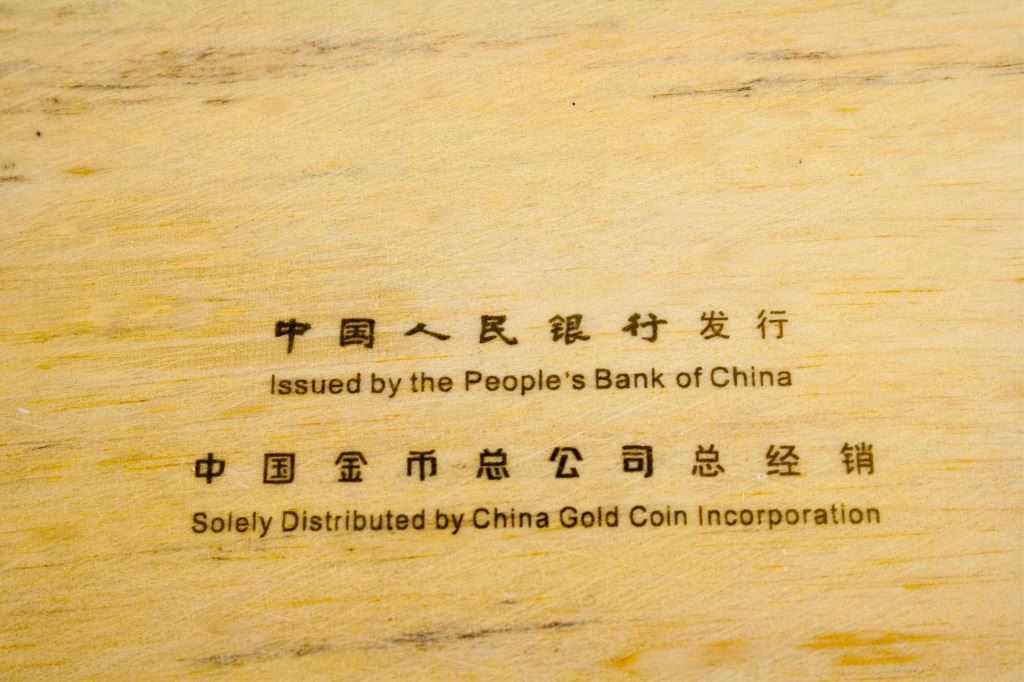 中国人民银行发行
Issued by the People's Bank of China
中国金币总公司总经销
Solely Distributed by China Gold Coin Incorporation